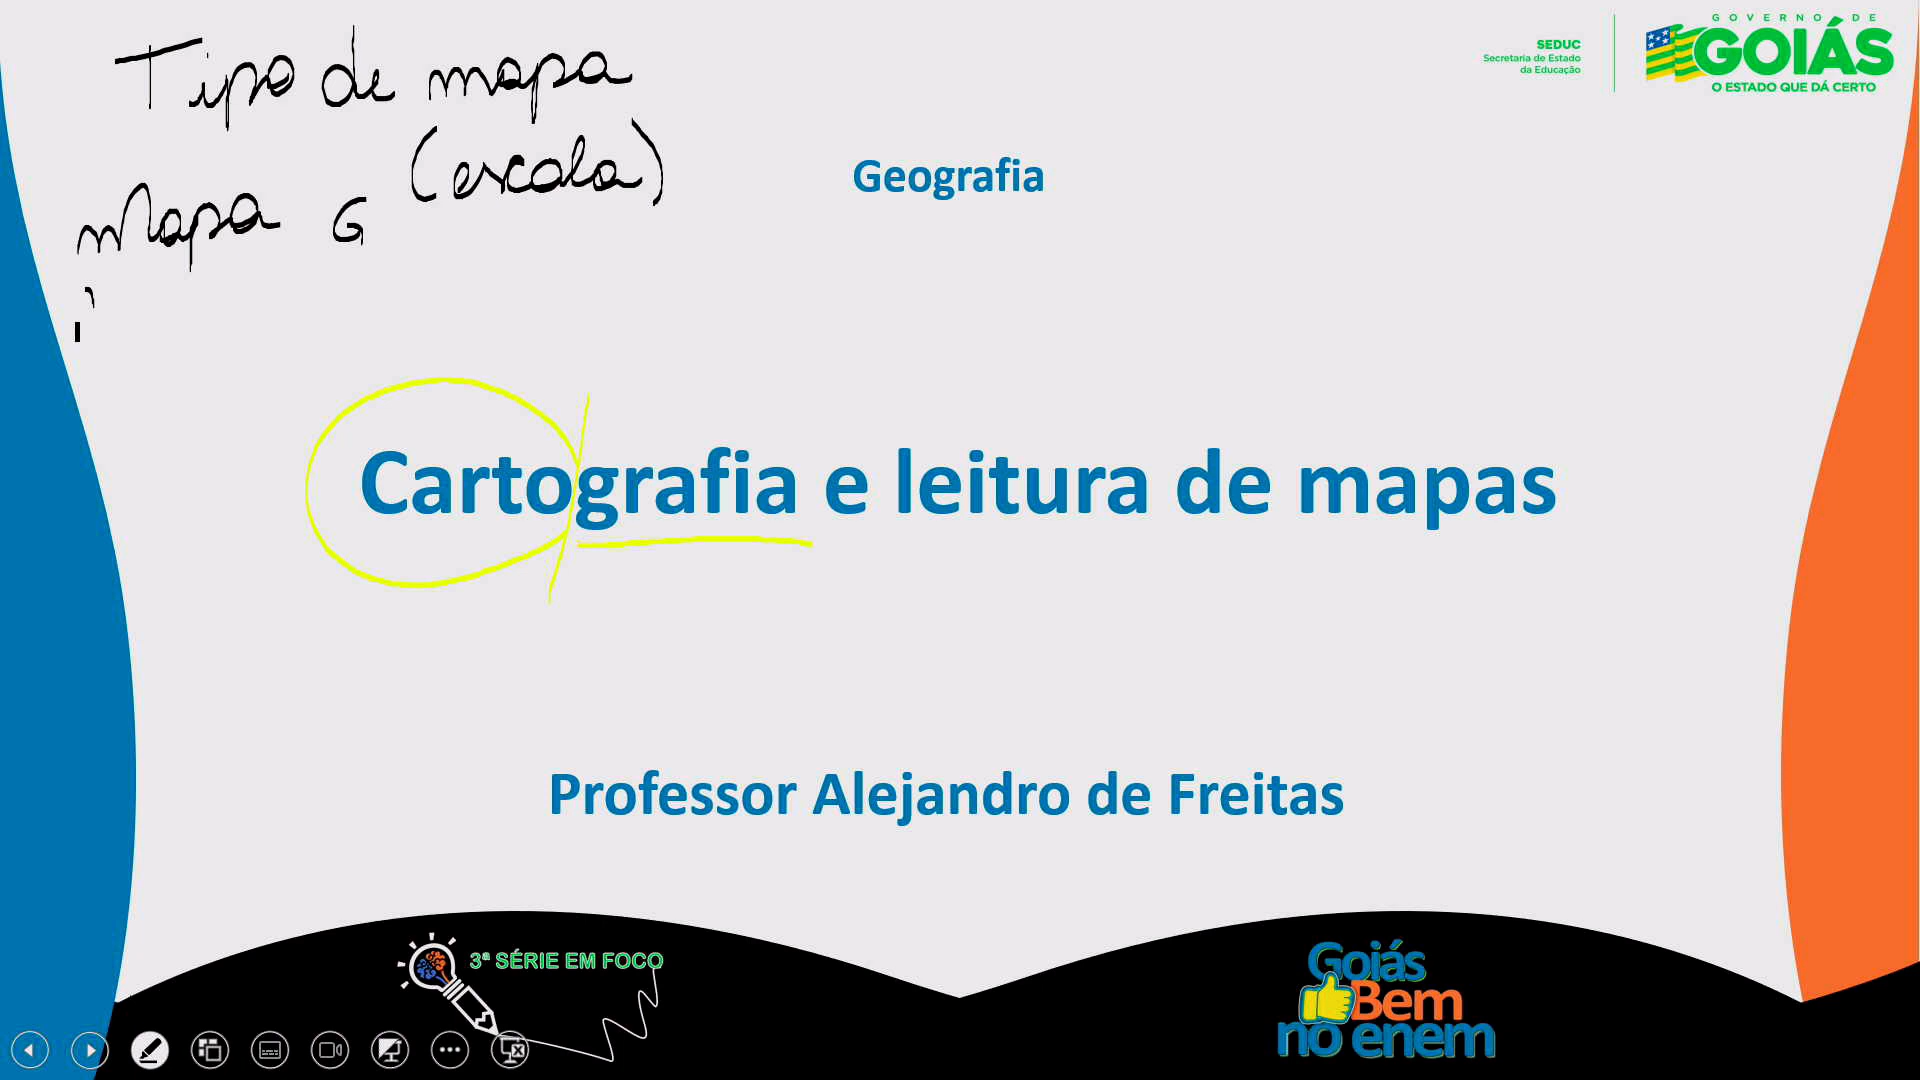 Tipo de mapa
(escala)
Mapa G
SEDUC
Secretaria de Estado
da Educação
GOVERNO DE
GOIÁS
O ESTADO QUE DÁ CERTO
Geografia
Cartografia e leitura de mapas
Professor Alejandro de Freitas
3ª SÉRIE EM FOCO
Goiás
Bem
no enem